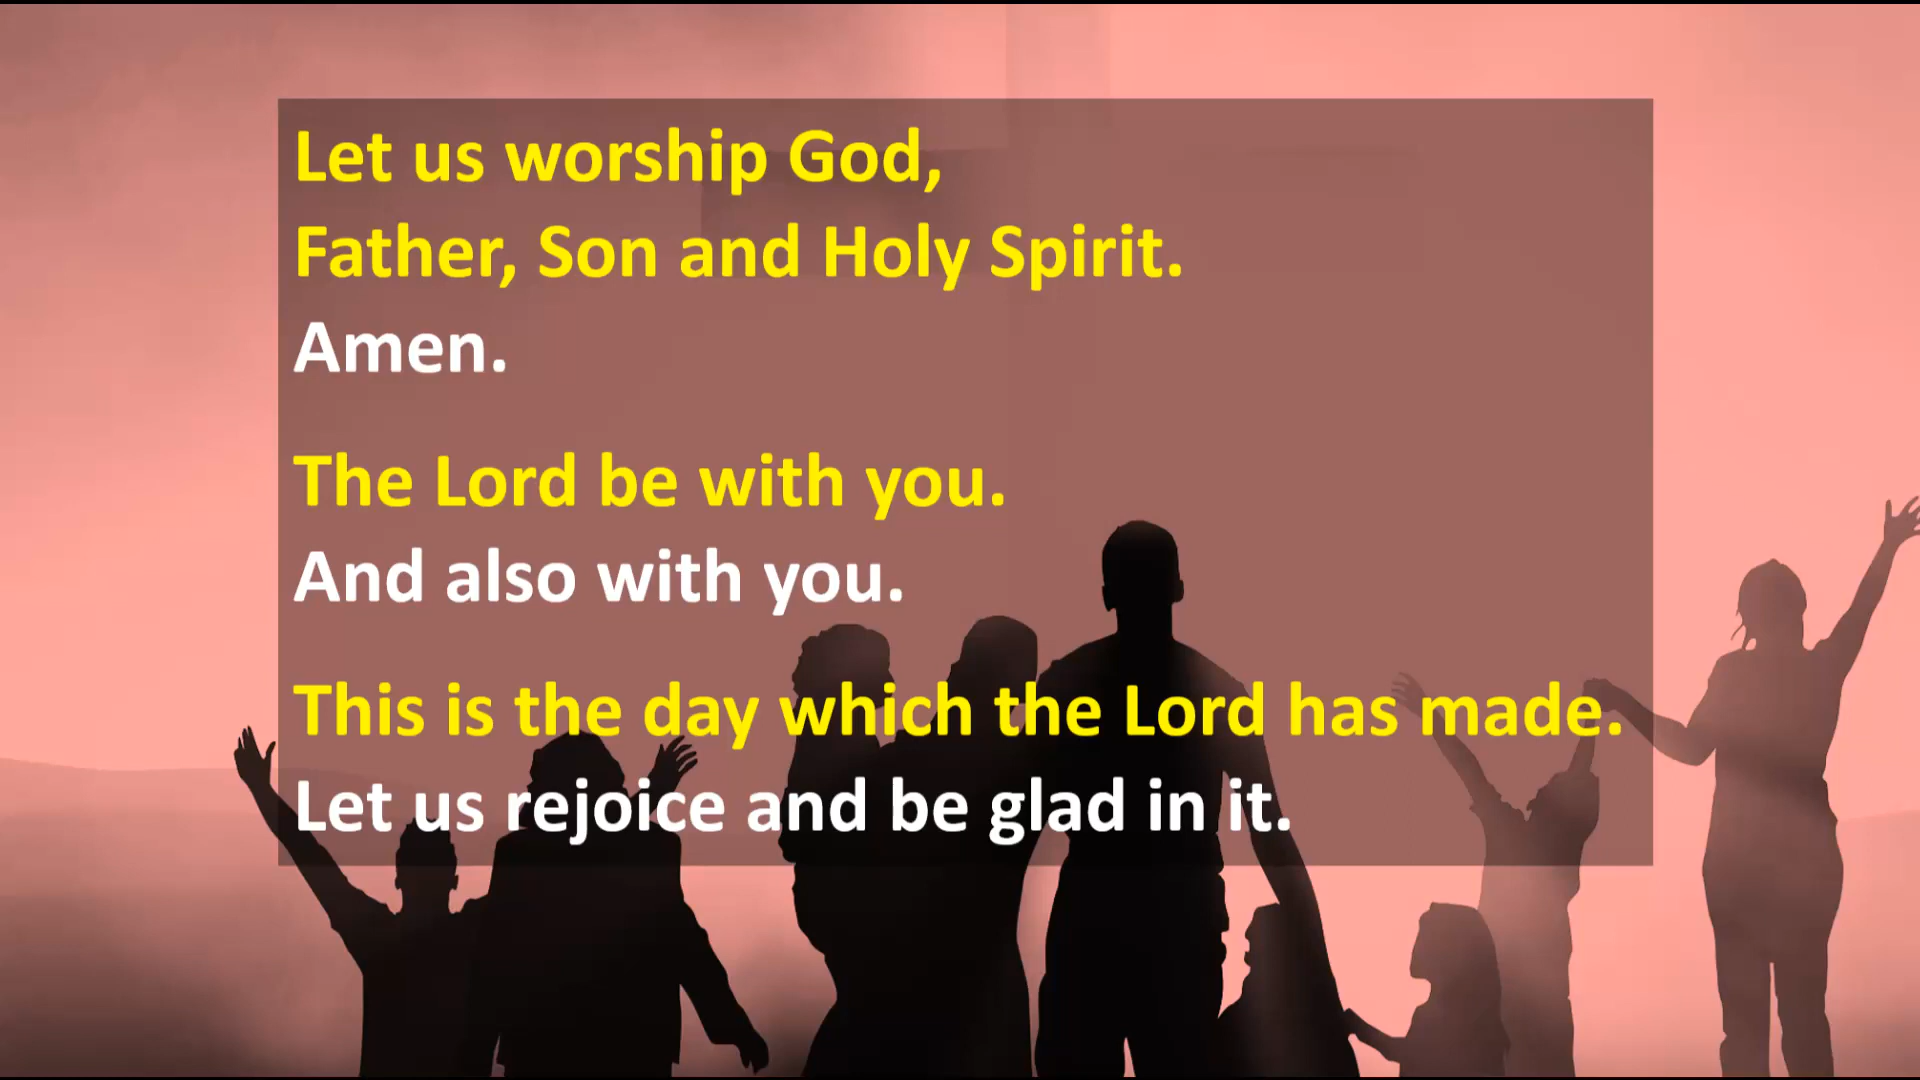 Let us worship God,
Father, Son and Holy Spirit.
Amen.
The Lord be with you.
And also with you.
This is the day which the Lord has made.
Let us rejoice and be glad in it.